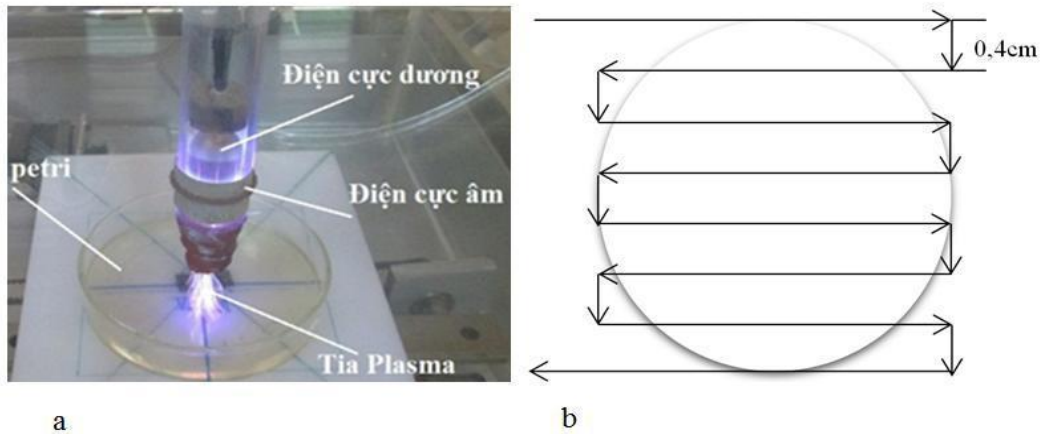 Điện cực dương
0,4cm
petri
Điện cực âm
Tia Plasma
a
b